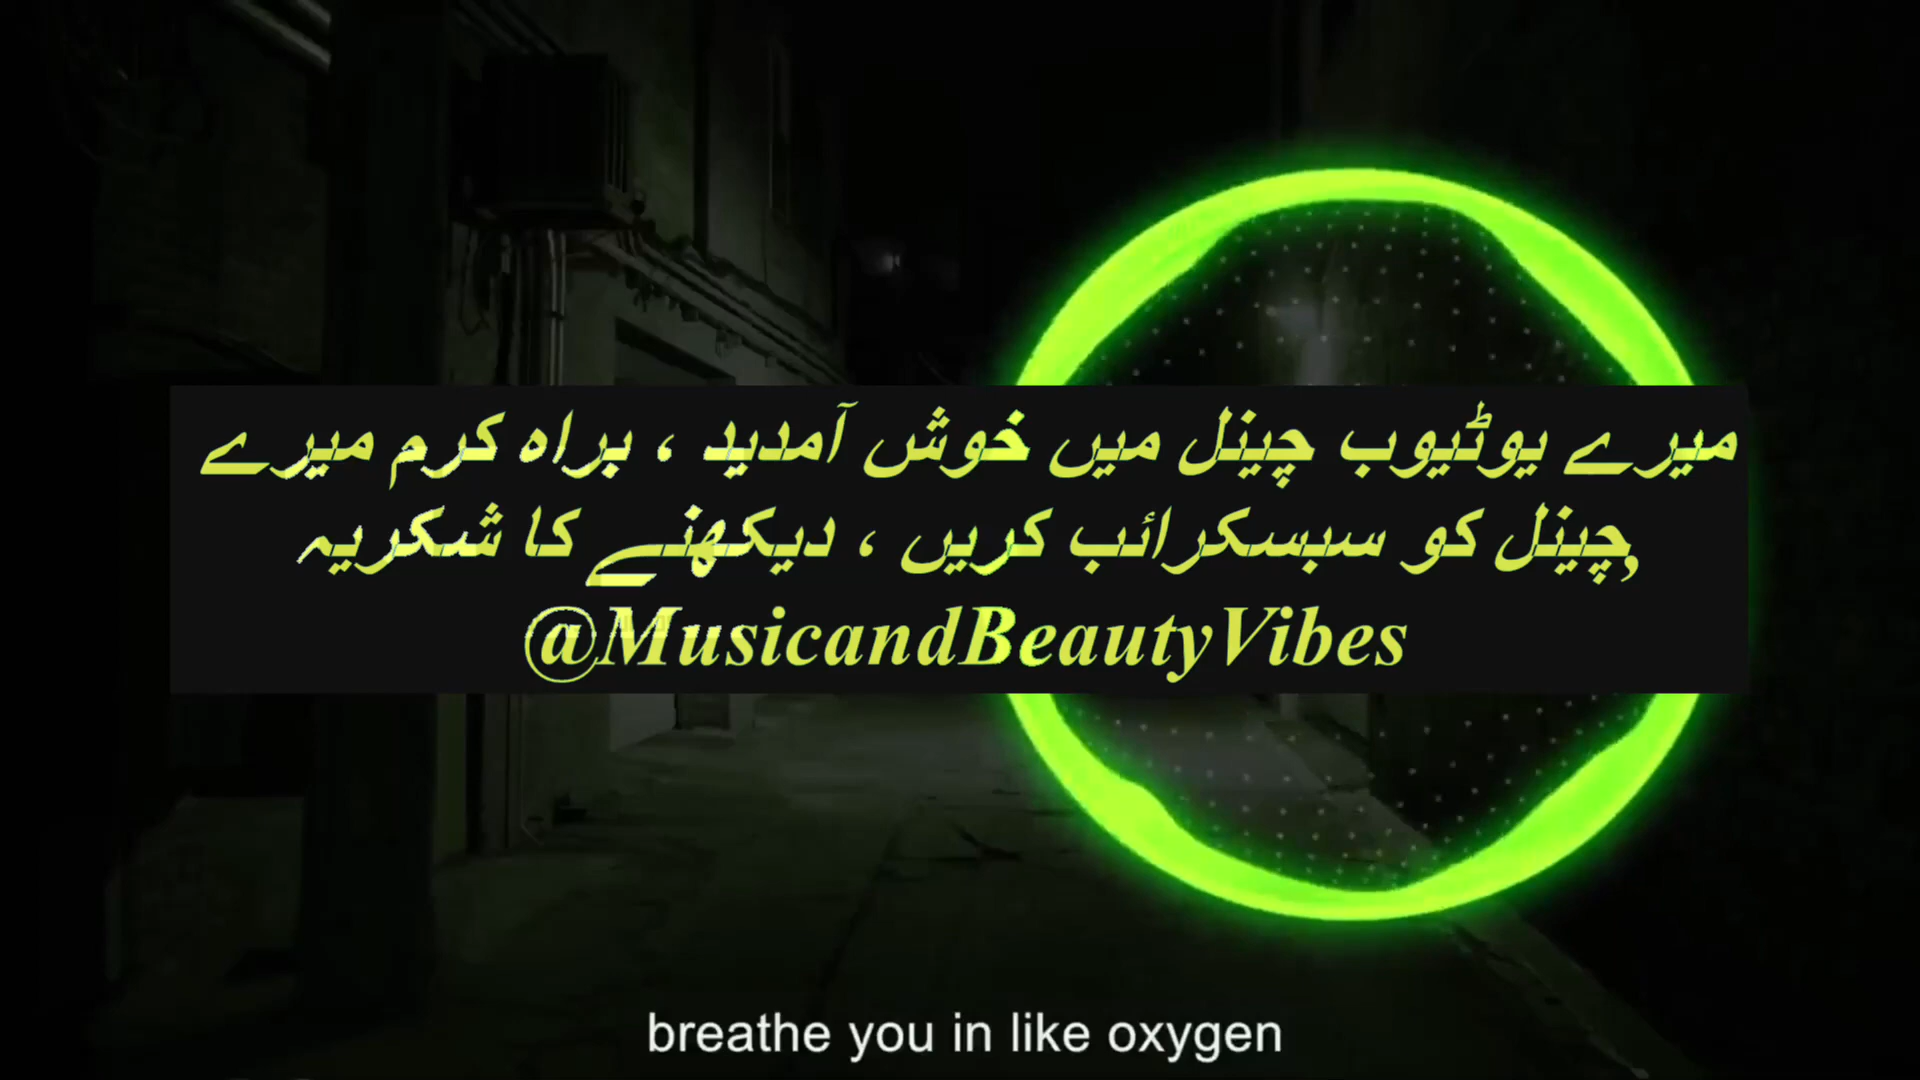 میرے یوٹیوب چینل میں خوش آمدید ، براہ کرم میرے
چینل کو سبسکرائب کریں ، دیکھنے کا شکریہ,
@MusicandBeautyVibes
breathe you in like oxygen